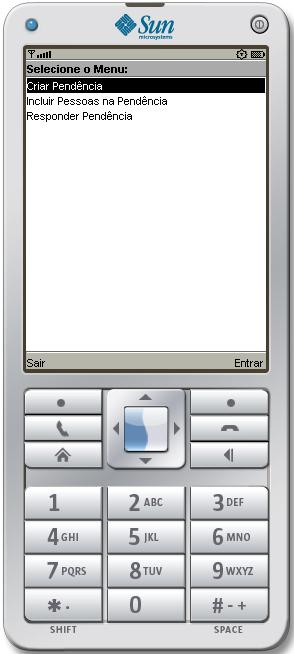 Sun
microsystems
Selecione o Menu:
Criar Pendência
Incluir Pessoas na Pendência
Responder Pendência
Sair Entrar
1 2 ABC 3 DEF
4 GHI 5 JKL 6 MNO
7 PQRS 8 TUV 9 WXYZ
* . 0 # - +
SHIFT SPACE